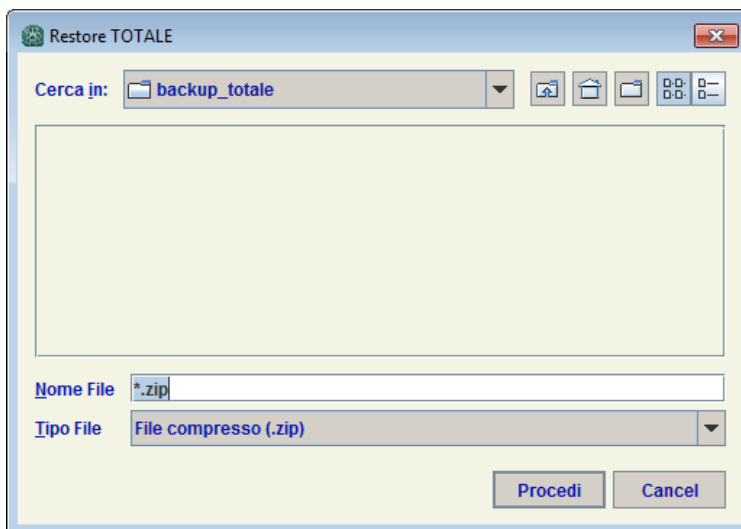 Restore TOTALE
Cerca in: backup_totale
Nome File *.zip
Tipo File File compresso (.zip)
Procedi Cancel